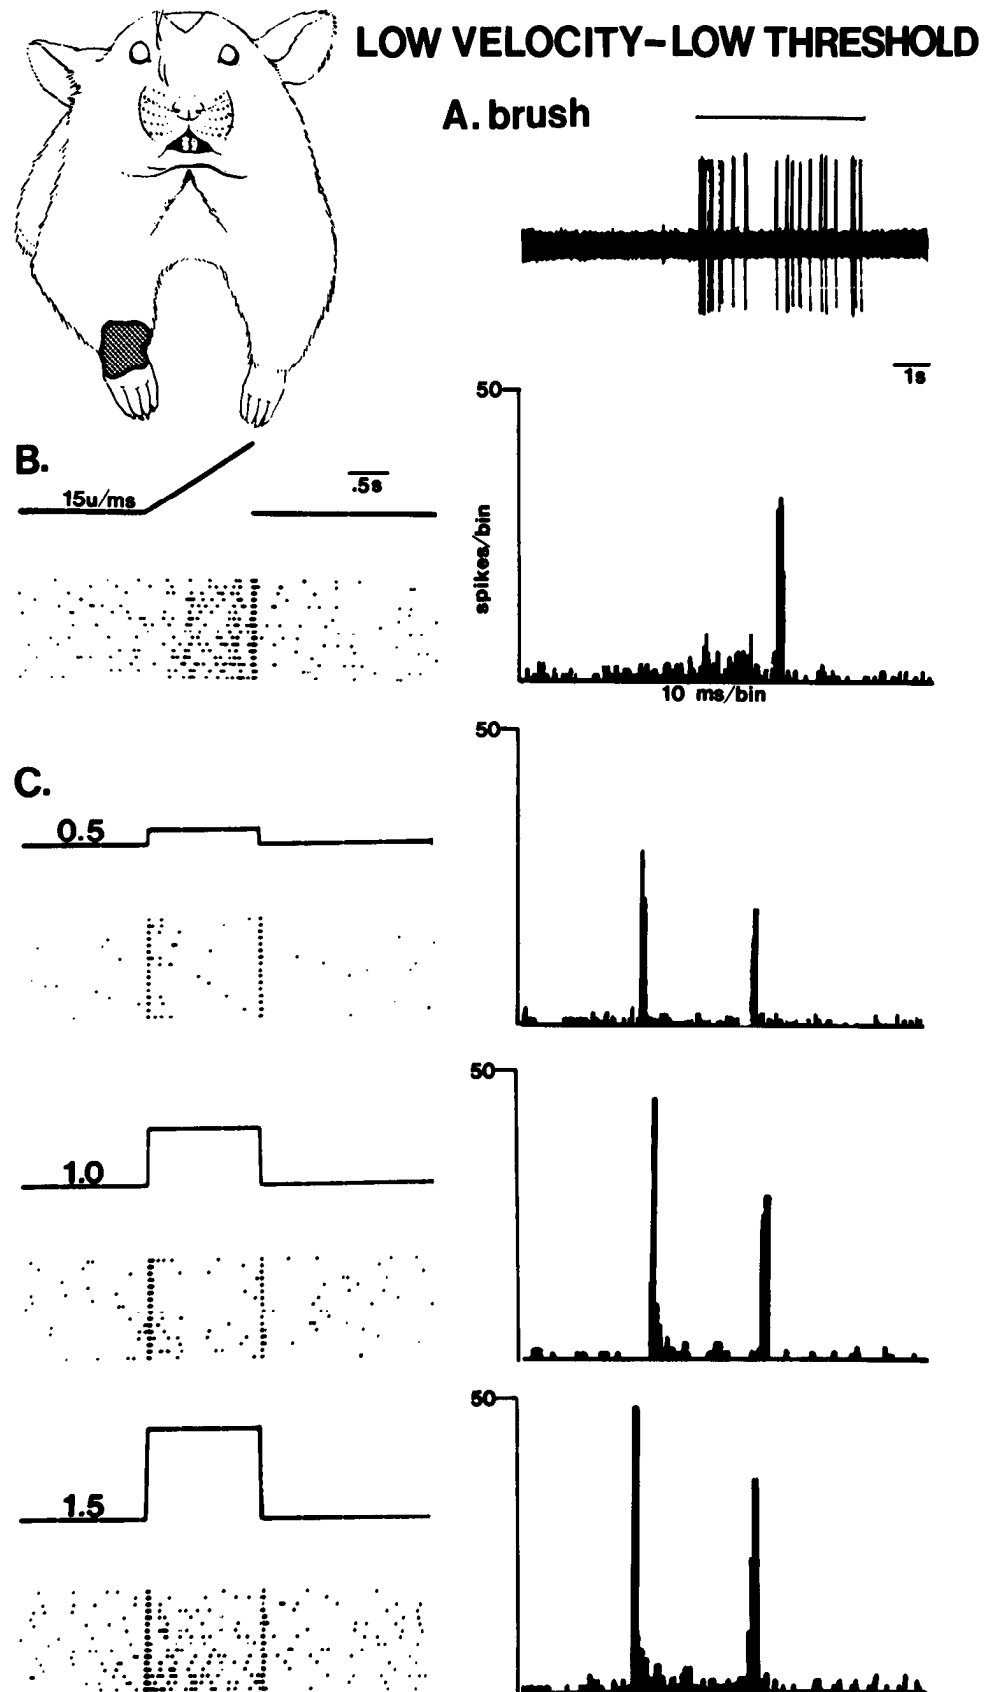 LOW VELOCITY–LOW THRESHOLD
A. brush
1s
50
B.
15u/ms
.5s
spikes/bin
10 ms/bin
50
C.
0.5
50
1.0
50
1.5